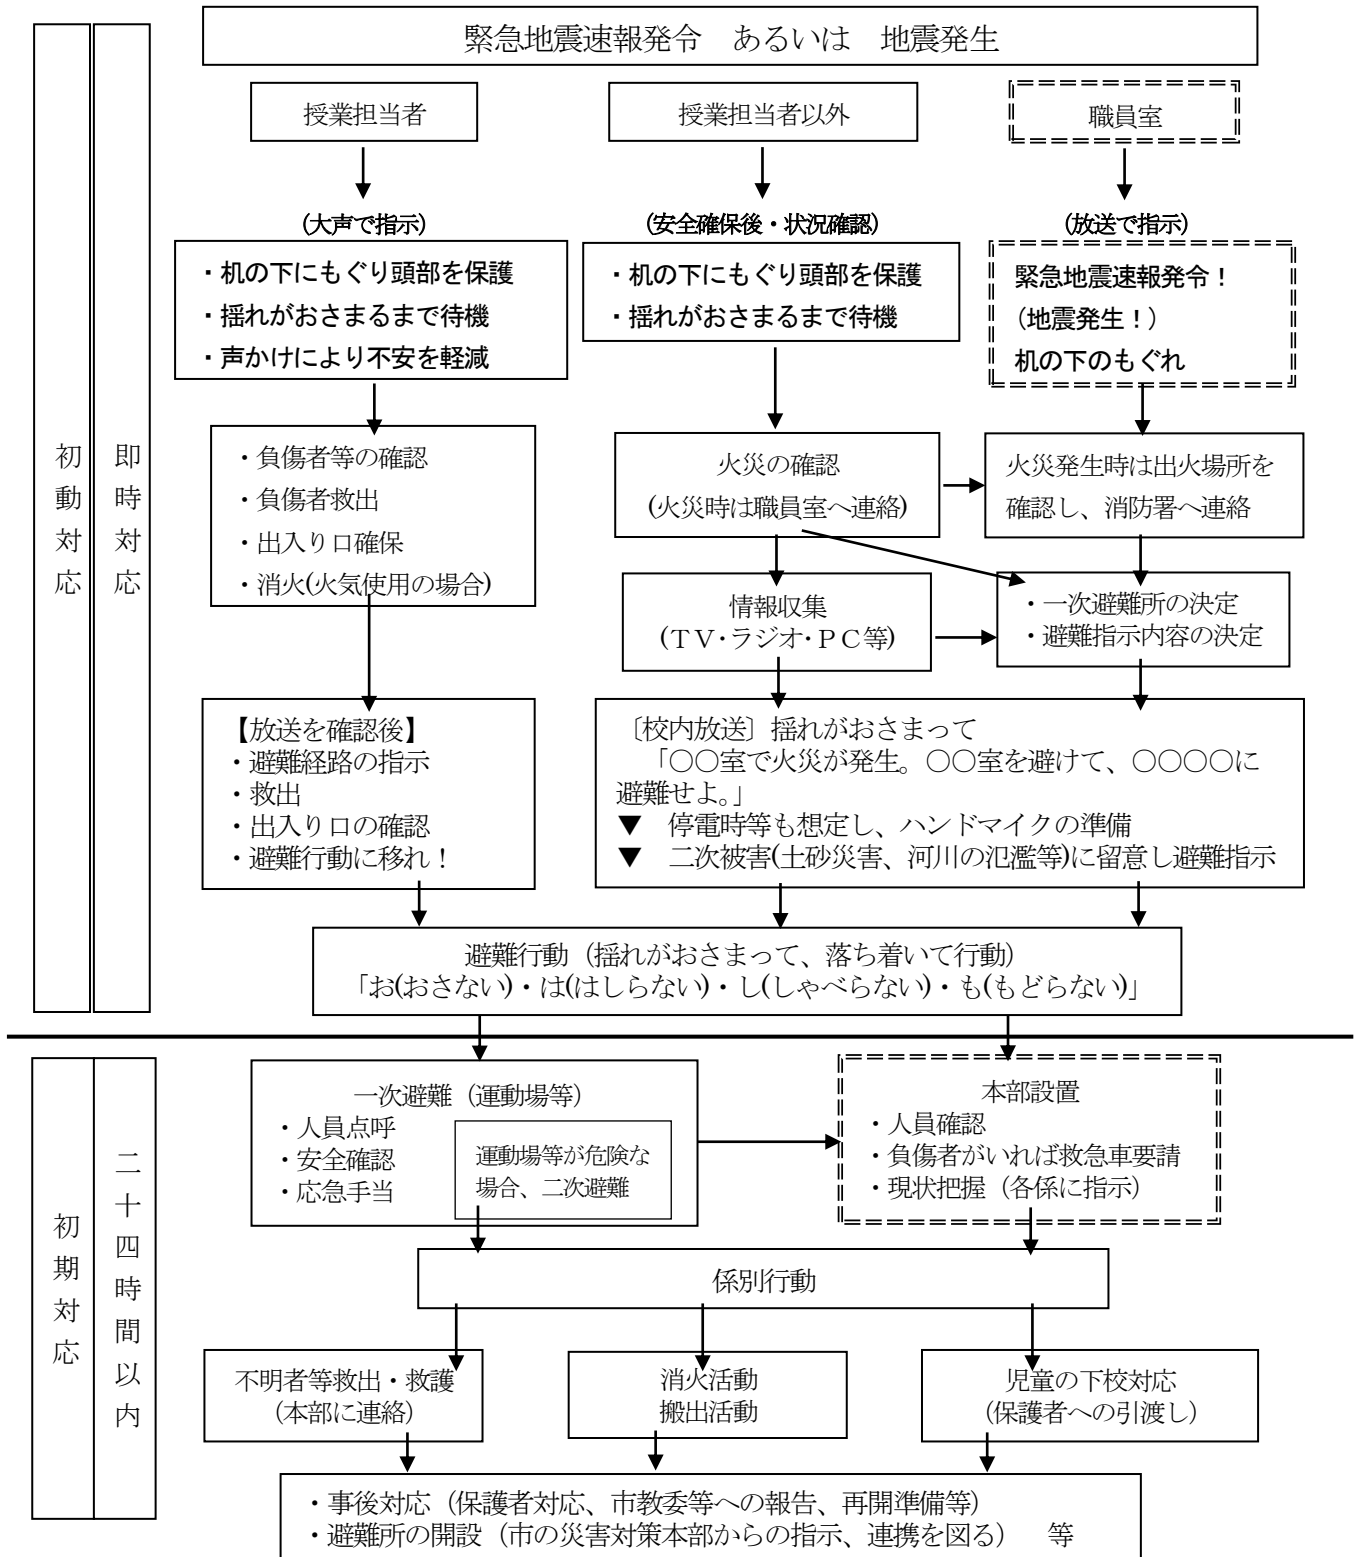 緊急地震速報発令　あるいは　地震発生
授業担当者
授業担当者以外
職員室
(大声で指示)
(安全確保後・状況確認)
(放送で指示)
・机の下にもぐり頭部を保護
・揺れがおさまるまで待機
・声かけにより不安を軽減
・机の下にもぐり頭部を保護
・揺れがおさまるまで待機
緊急地震速報発令！
(地震発生！)
机の下のもぐれ
初動対応
即時対応
・負傷者等の確認
・負傷者救出
・出入り口確保
・消火(火気使用の場合)
火災の確認
(火災時は職員室へ連絡)
火災発生時は出火場所を
確認し、消防署へ連絡
情報収集
(ＴＶ・ラジオ・ＰＣ等)
・一次避難所の決定
・避難指示内容の決定
【放送を確認後】
・避難経路の指示
・救出
・出入り口の確認
・避難行動に移れ！
〔校内放送〕揺れがおさまって
「○○室で火災が発生。○○室を避けて、○○○○に
避難せよ。」
▼　停電時等も想定し、ハンドマイクの準備
▼　二次被害(土砂災害、河川の氾濫等)に留意し避難指示
避難行動（揺れがおさまって、落ち着いて行動）
「お(おさない)・は(はしらない)・し(しゃべらない)・も(もどらない)」
初期対応
二十四時間以内
一次避難（運動場等）
・人員点呼
・安全確認
・応急手当
運動場等が危険な
場合、二次避難
本部設置
・人員確認
・負傷者がいれば救急車要請
・現状把握（各係に指示）
係別行動
不明者等救出・救護
（本部に連絡）
消火活動
搬出活動
児童の下校対応
（保護者への引渡し）
・事後対応（保護者対応、市教委等への報告、再開準備等）
・避難所の開設（市の災害対策本部からの指示、連携を図る）　等